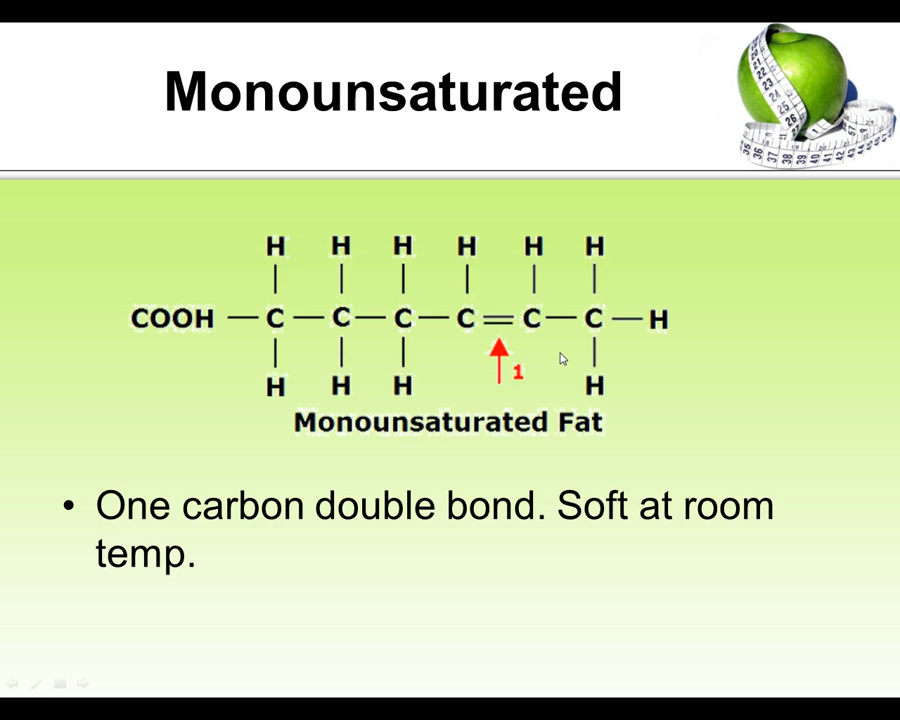 Monounsaturated
H H H H H H
COOH — C — C — C — C = C — C — H
1
H H H H
Monounsaturated Fat
• One carbon double bond. Soft at room
temp.